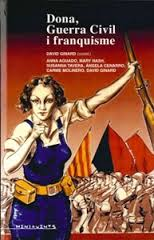 Dona,
Guerra Civil
i franquisme
DAVID GINARD (coord.)
ANNA AGUADO, MARY NASH,
SUSANNA TAVERA, ÀNGELA CENARRO,
CARME MOLINERO, DAVID GINARD
MENJAVENTS